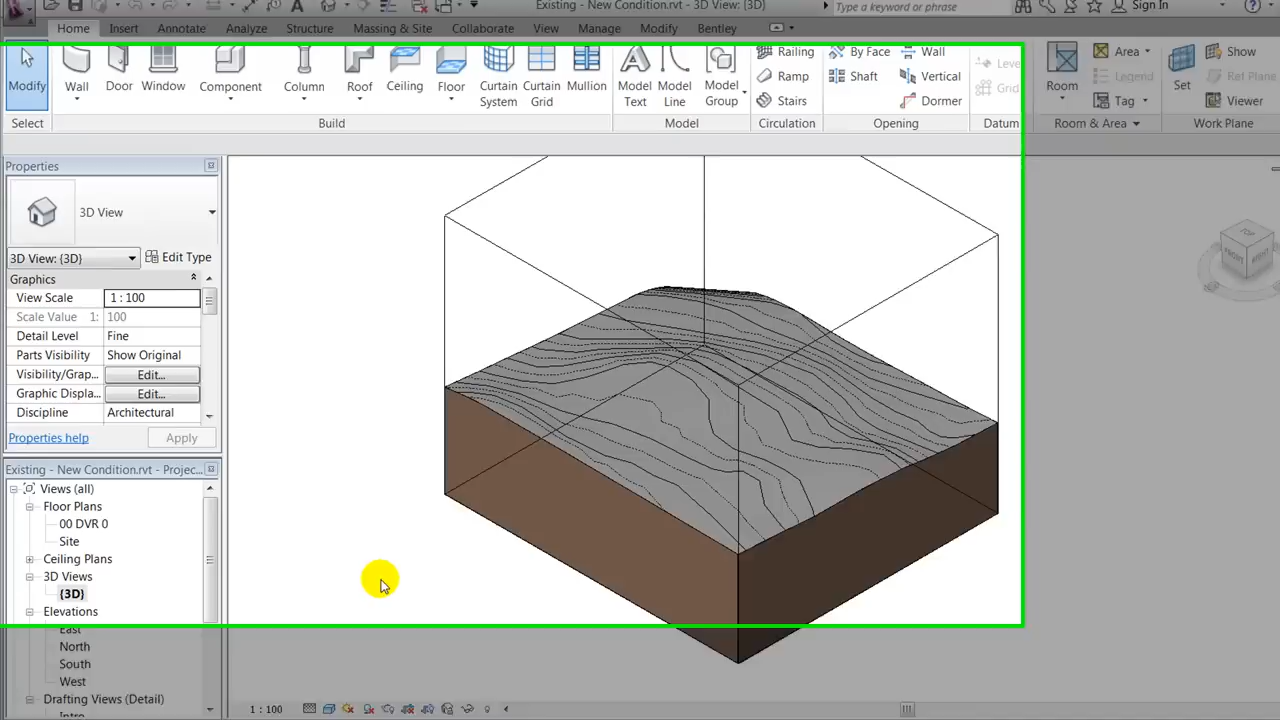 Existing - New Condition.rvt - 3D View: {3D}
Type a keyword or phrase
Sign In
Home Insert Annotate Analyze Structure Massing & Site Collaborate View Manage Modify Bentley
Modify
Wall
Door
Window
Component
Column
Roof
Ceiling
Floor
Curtain System
Curtain Grid
Mullion
Model Text
Model Line
Model Group
Railing
Ramp
Stairs
By Face
Shaft
Wall
Vertical
Dormer
Leve
Grid
Room
Area
Legend
Tag
Set
Show
Ref Plane
Viewer
Select Build Model Circulation Opening Datum Room & Area Work Plane
Properties
3D View
3D View: {3D} Edit Type
Graphics
View Scale 1 : 100
Scale Value 1: 100
Detail Level Fine
Parts Visibility Show Original
Visibility/Grap... Edit...
Graphic Displa... Edit...
Discipline Architectural
Properties help Apply
Existing - New Condition.rvt - Projec...
Views (all)
Floor Plans
00 DVR 0
Site
Ceiling Plans
3D Views
{3D}
Elevations
East
North
South
West
Drafting Views (Detail)
Intro
TOP
FRONT
RIGHT
1 : 100